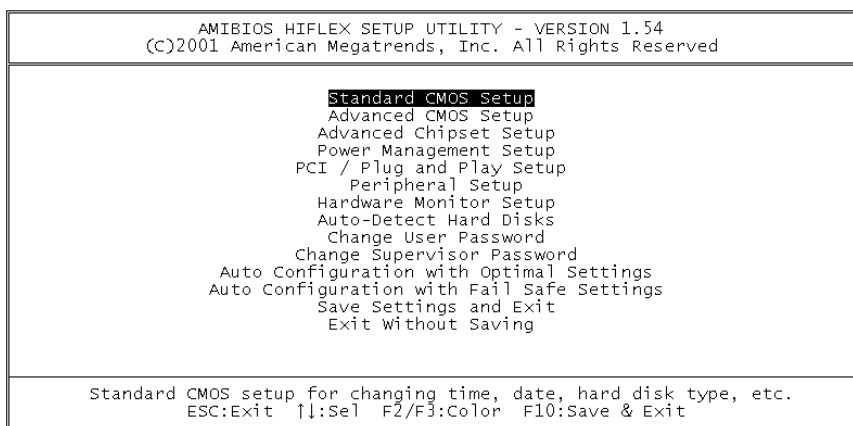 AMIBIOS HIFLEX SETUP UTILITY - VERSION 1.54
(C)2001 American Megatrends, Inc. All Rights Reserved
Standard CMOS Setup
Advanced CMOS Setup
Advanced Chipset Setup
Power Management Setup
PCI / Plug and Play Setup
Peripheral Setup
Hardware Monitor Setup
Auto-Detect Hard Disks
Change User Password
Change Supervisor Password
Auto Configuration with Optimal Settings
Auto Configuration with Fail Safe Settings
Save Settings and Exit
Exit Without Saving
Standard CMOS setup for changing time, date, hard disk type, etc.
ESC:Exit ↑↓:Sel F2/F3:Color F10:Save & Exit